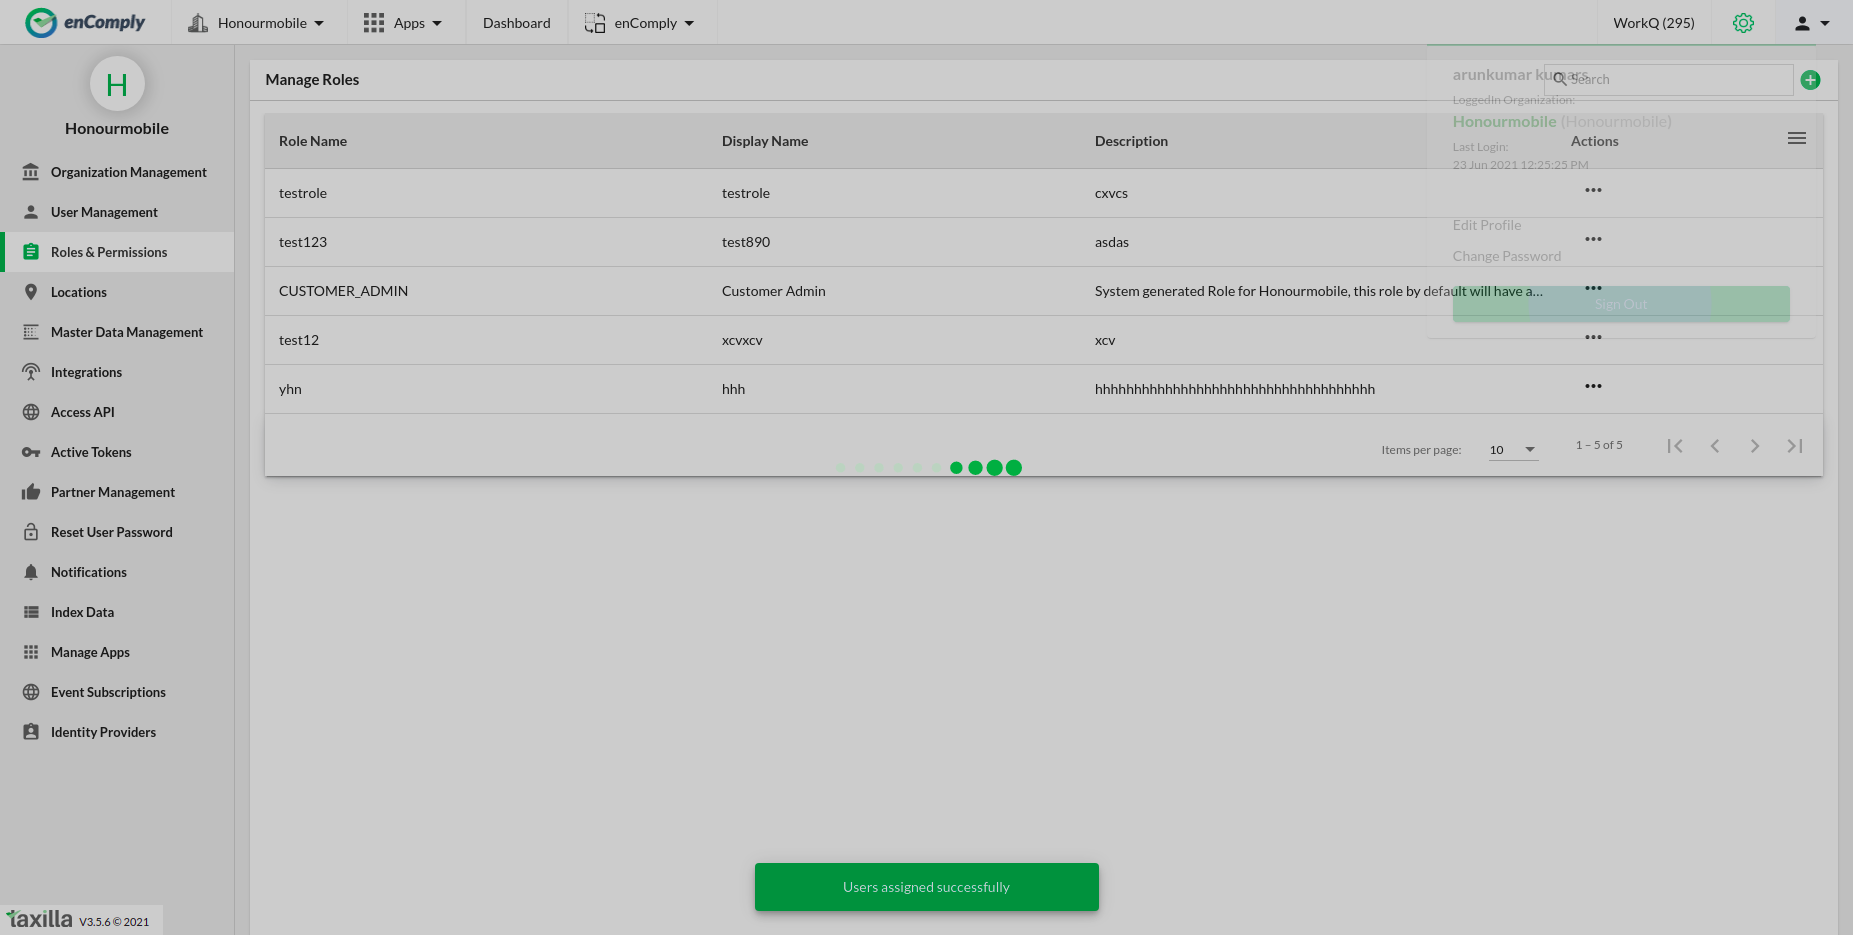 enComply Honourmobile Apps Dashboard enComply WorkQ (295)
H
Honourmobile
Organization Management
User Management
Roles & Permissions
Locations
Master Data Management
Integrations
Access API
Active Tokens
Partner Management
Reset User Password
Notifications
Index Data
Manage Apps
Event Subscriptions
Identity Providers
taxilla V3.5.6 © 2021
Manage Roles
Search
Role Name Display Name Description Actions
testrole testrole cxvcs
test123 test890 asdas
CUSTOMER_ADMIN Customer Admin System generated Role for Honourmobile, this role by default will have a...
test12 xcvxcv xcv
yhn hhh hhhhhhhhhhhhhhhhhhhhhhhhhhhhhhhhhhhh
Items per page: 10 1 – 5 of 5
arunkumar kumars
LoggedIn Organization:
Honourmobile (Honourmobile)
Last Login:
23 Jun 2021 12:25:25 PM
Edit Profile
Change Password
Sign Out
Users assigned successfully